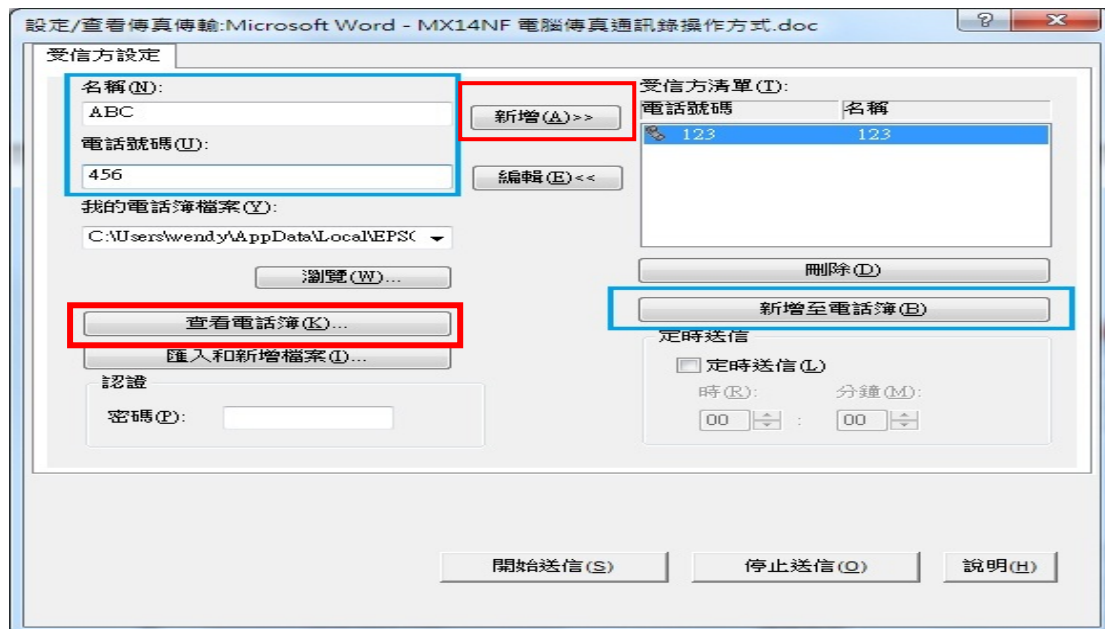 設定/查看傳真傳輸:Microsoft Word - MX14NF 電腦傳真通訊錄操作方式.doc
受信方設定
名稱(N):
ABC
電話號碼(U):
456
我的電話簿檔案(Y):
C:\Users\wendy\AppData\Local\EPS(
瀏覽(W)...
查看電話簿(K)...
匯入和新增檔案(I)...
認證
密碼(P):
新增(A)>>
編輯(E)<<
受信方清單(T):
電話號碼 名稱
123 123
刪除(D)
新增至電話簿(B)
定時送信
定時送信(L)
時(R): 分鐘(M):
00 : 00
開始送信(S) 停止送信(O) 說明(H)